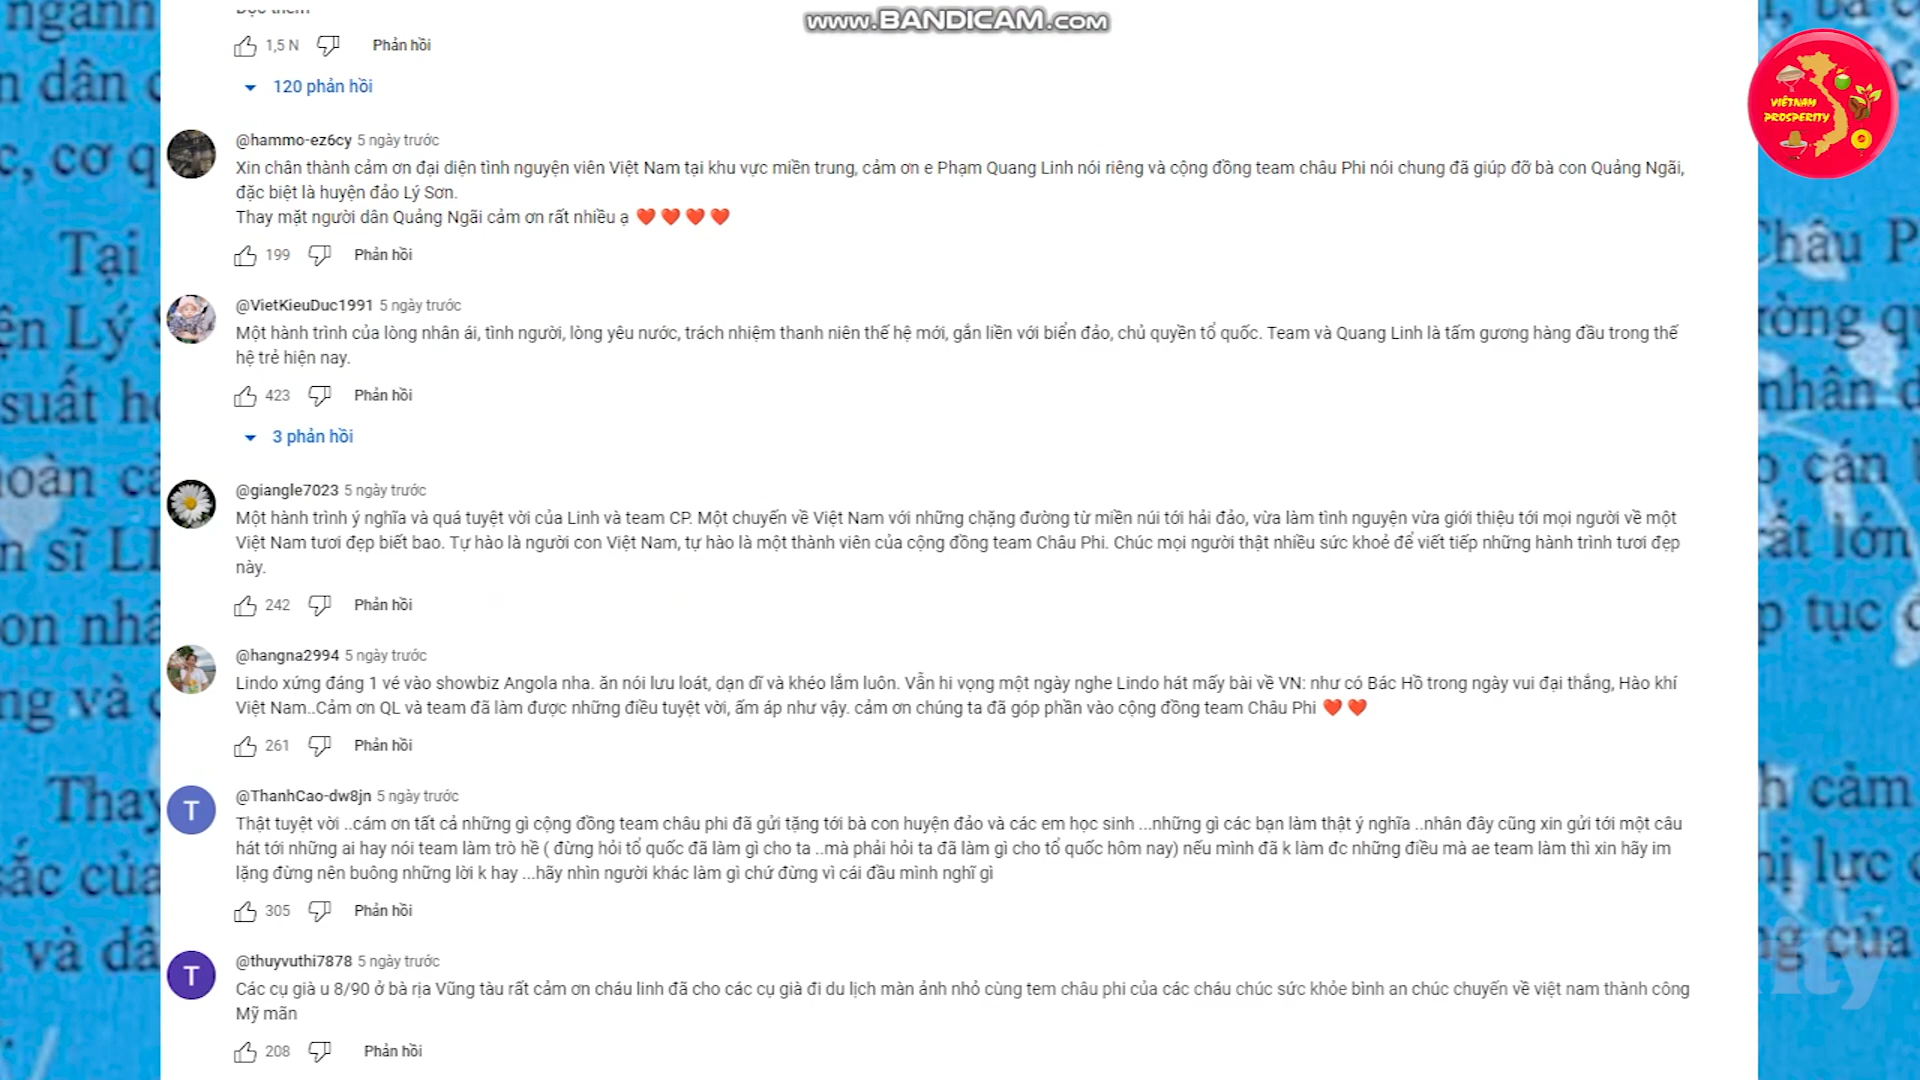 www.BANDICAM.com
1,5 N Phản hồi
120 phản hồi
VIETNAM
PROSPERITY
@hammo-ez6cy 5 ngày trước
Xin chân thành cảm ơn đại diện tình nguyện viên Việt Nam tại khu vực miền trung, cảm ơn e Phạm Quang Linh nói riêng và cộng đồng team châu Phi nói chung đã giúp đỡ bà con Quảng Ngãi,
đặc biệt là huyện đảo Lý Sơn.
Thay mặt người dân Quảng Ngãi cảm ơn rất nhiều ạ ❤️❤️❤️❤️
199 Phản hồi
@VietKieuDuc1991 5 ngày trước
Một hành trình của lòng nhân ái, tình người, lòng yêu nước, trách nhiệm thanh niên thế hệ mới, gắn liền với biển đảo, chủ quyền tổ quốc. Team và Quang Linh là tấm gương hàng đầu trong thế
hệ trẻ hiện nay.
423 Phản hồi
3 phản hồi
@giangle7023 5 ngày trước
Một hành trình ý nghĩa và quá tuyệt vời của Linh và team CP. Một chuyến về Việt Nam với những chặng đường từ miền núi tới hải đảo, vừa làm tình nguyện vừa giới thiệu tới mọi người về một
Việt Nam tươi đẹp biết bao. Tự hào là người con Việt Nam, tự hào là một thành viên của cộng đồng team Châu Phi. Chúc mọi người thật nhiều sức khoẻ để viết tiếp những hành trình tươi đẹp
này.
242 Phản hồi
@hangna2994 5 ngày trước
Lindo xứng đáng 1 vé vào showbiz Angola nha. ăn nói lưu loát, dạn dĩ và khéo lắm luôn. Vẫn hi vọng một ngày nghe Lindo hát mấy bài về VN: như có Bác Hồ trong ngày vui đại thắng, Hào khí
Việt Nam..Cảm ơn QL và team đã làm được những điều tuyệt vời, ấm áp như vậy. cảm ơn chúng ta đã góp phần vào cộng đồng team Châu Phi ❤️❤️
261 Phản hồi
T
@ThanhCao-dw8jn 5 ngày trước
Thật tuyệt vời ..cám ơn tất cả những gì cộng đồng team châu phi đã gửi tặng tới bà con huyện đảo và các em học sinh ...những gì các bạn làm thật ý nghĩa ..nhân đây cũng xin gửi tới một câu
hát tới những ai hay nói team làm trò hề ( đừng hỏi tổ quốc đã làm gì cho ta ..mà phải hỏi ta đã làm gì cho tổ quốc hôm nay) nếu mình đã k làm đc những điều mà ae team làm thì xin hãy im
lặng đừng nên buông những lời k hay ...hãy nhìn người khác làm gì chứ đừng vì cái đầu mình nghĩ gì
305 Phản hồi
T
@thuyvuthi7878 5 ngày trước
Các cụ già u 8/90 ở bà rịa Vũng tàu rất cảm ơn cháu linh đã cho các cụ già đi du lịch màn ảnh nhỏ cùng tem châu phi của các cháu chúc sức khỏe bình an chúc chuyến về việt nam thành công
Mỹ mãn
208 Phản hồi